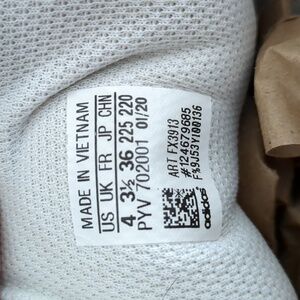 MADE IN VIETNAM
US UK FR JP CHN
4 3½ 36 225 220
PYV 702001 01/20
ART FX3913
#124679685
F%9J53Y100136
adidas